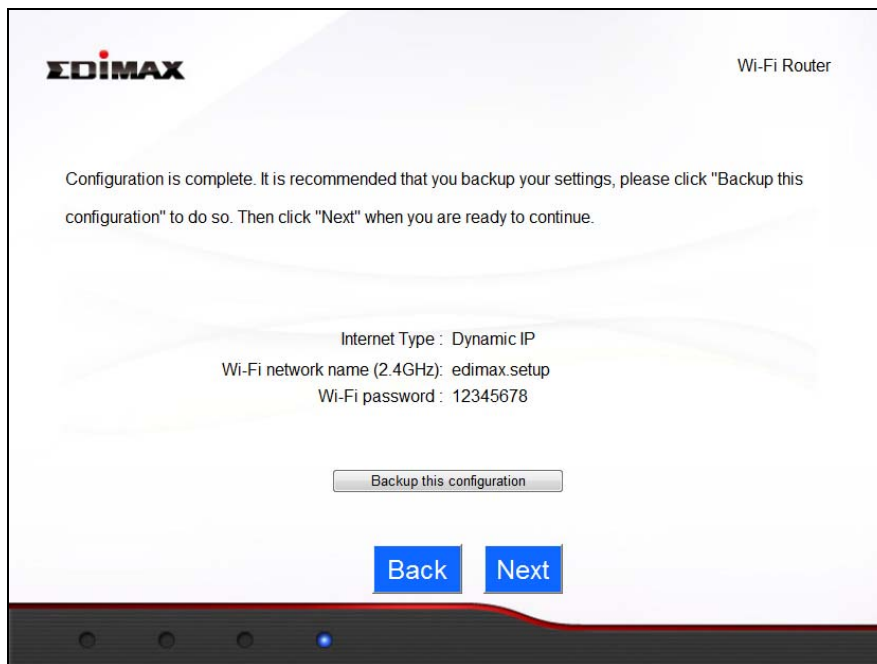 EDIMAX
Wi-Fi Router
Configuration is complete. It is recommended that you backup your settings, please click "Backup this
configuration" to do so. Then click "Next" when you are ready to continue.
Internet Type : Dynamic IP
Wi-Fi network name (2.4GHz): edimax.setup
Wi-Fi password : 12345678
Backup this configuration
Back Next